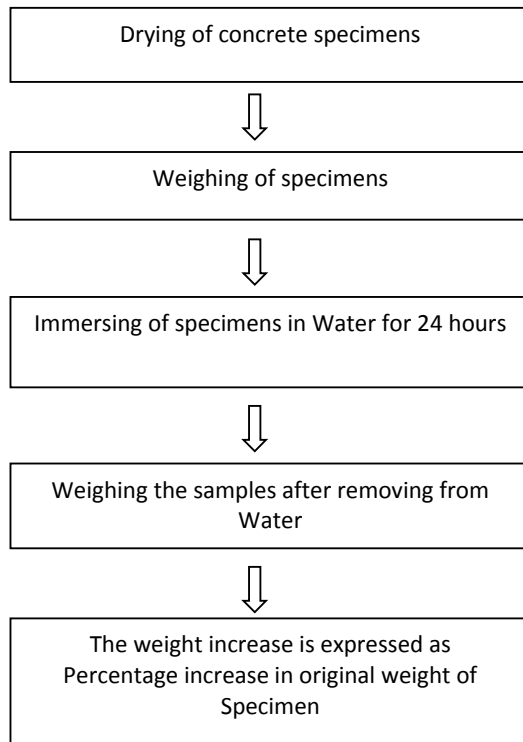 Drying of concrete specimens
Weighing of specimens
Immersing of specimens in Water for 24 hours
Weighing the samples after removing from
Water
The weight increase is expressed as
Percentage increase in original weight of
Specimen